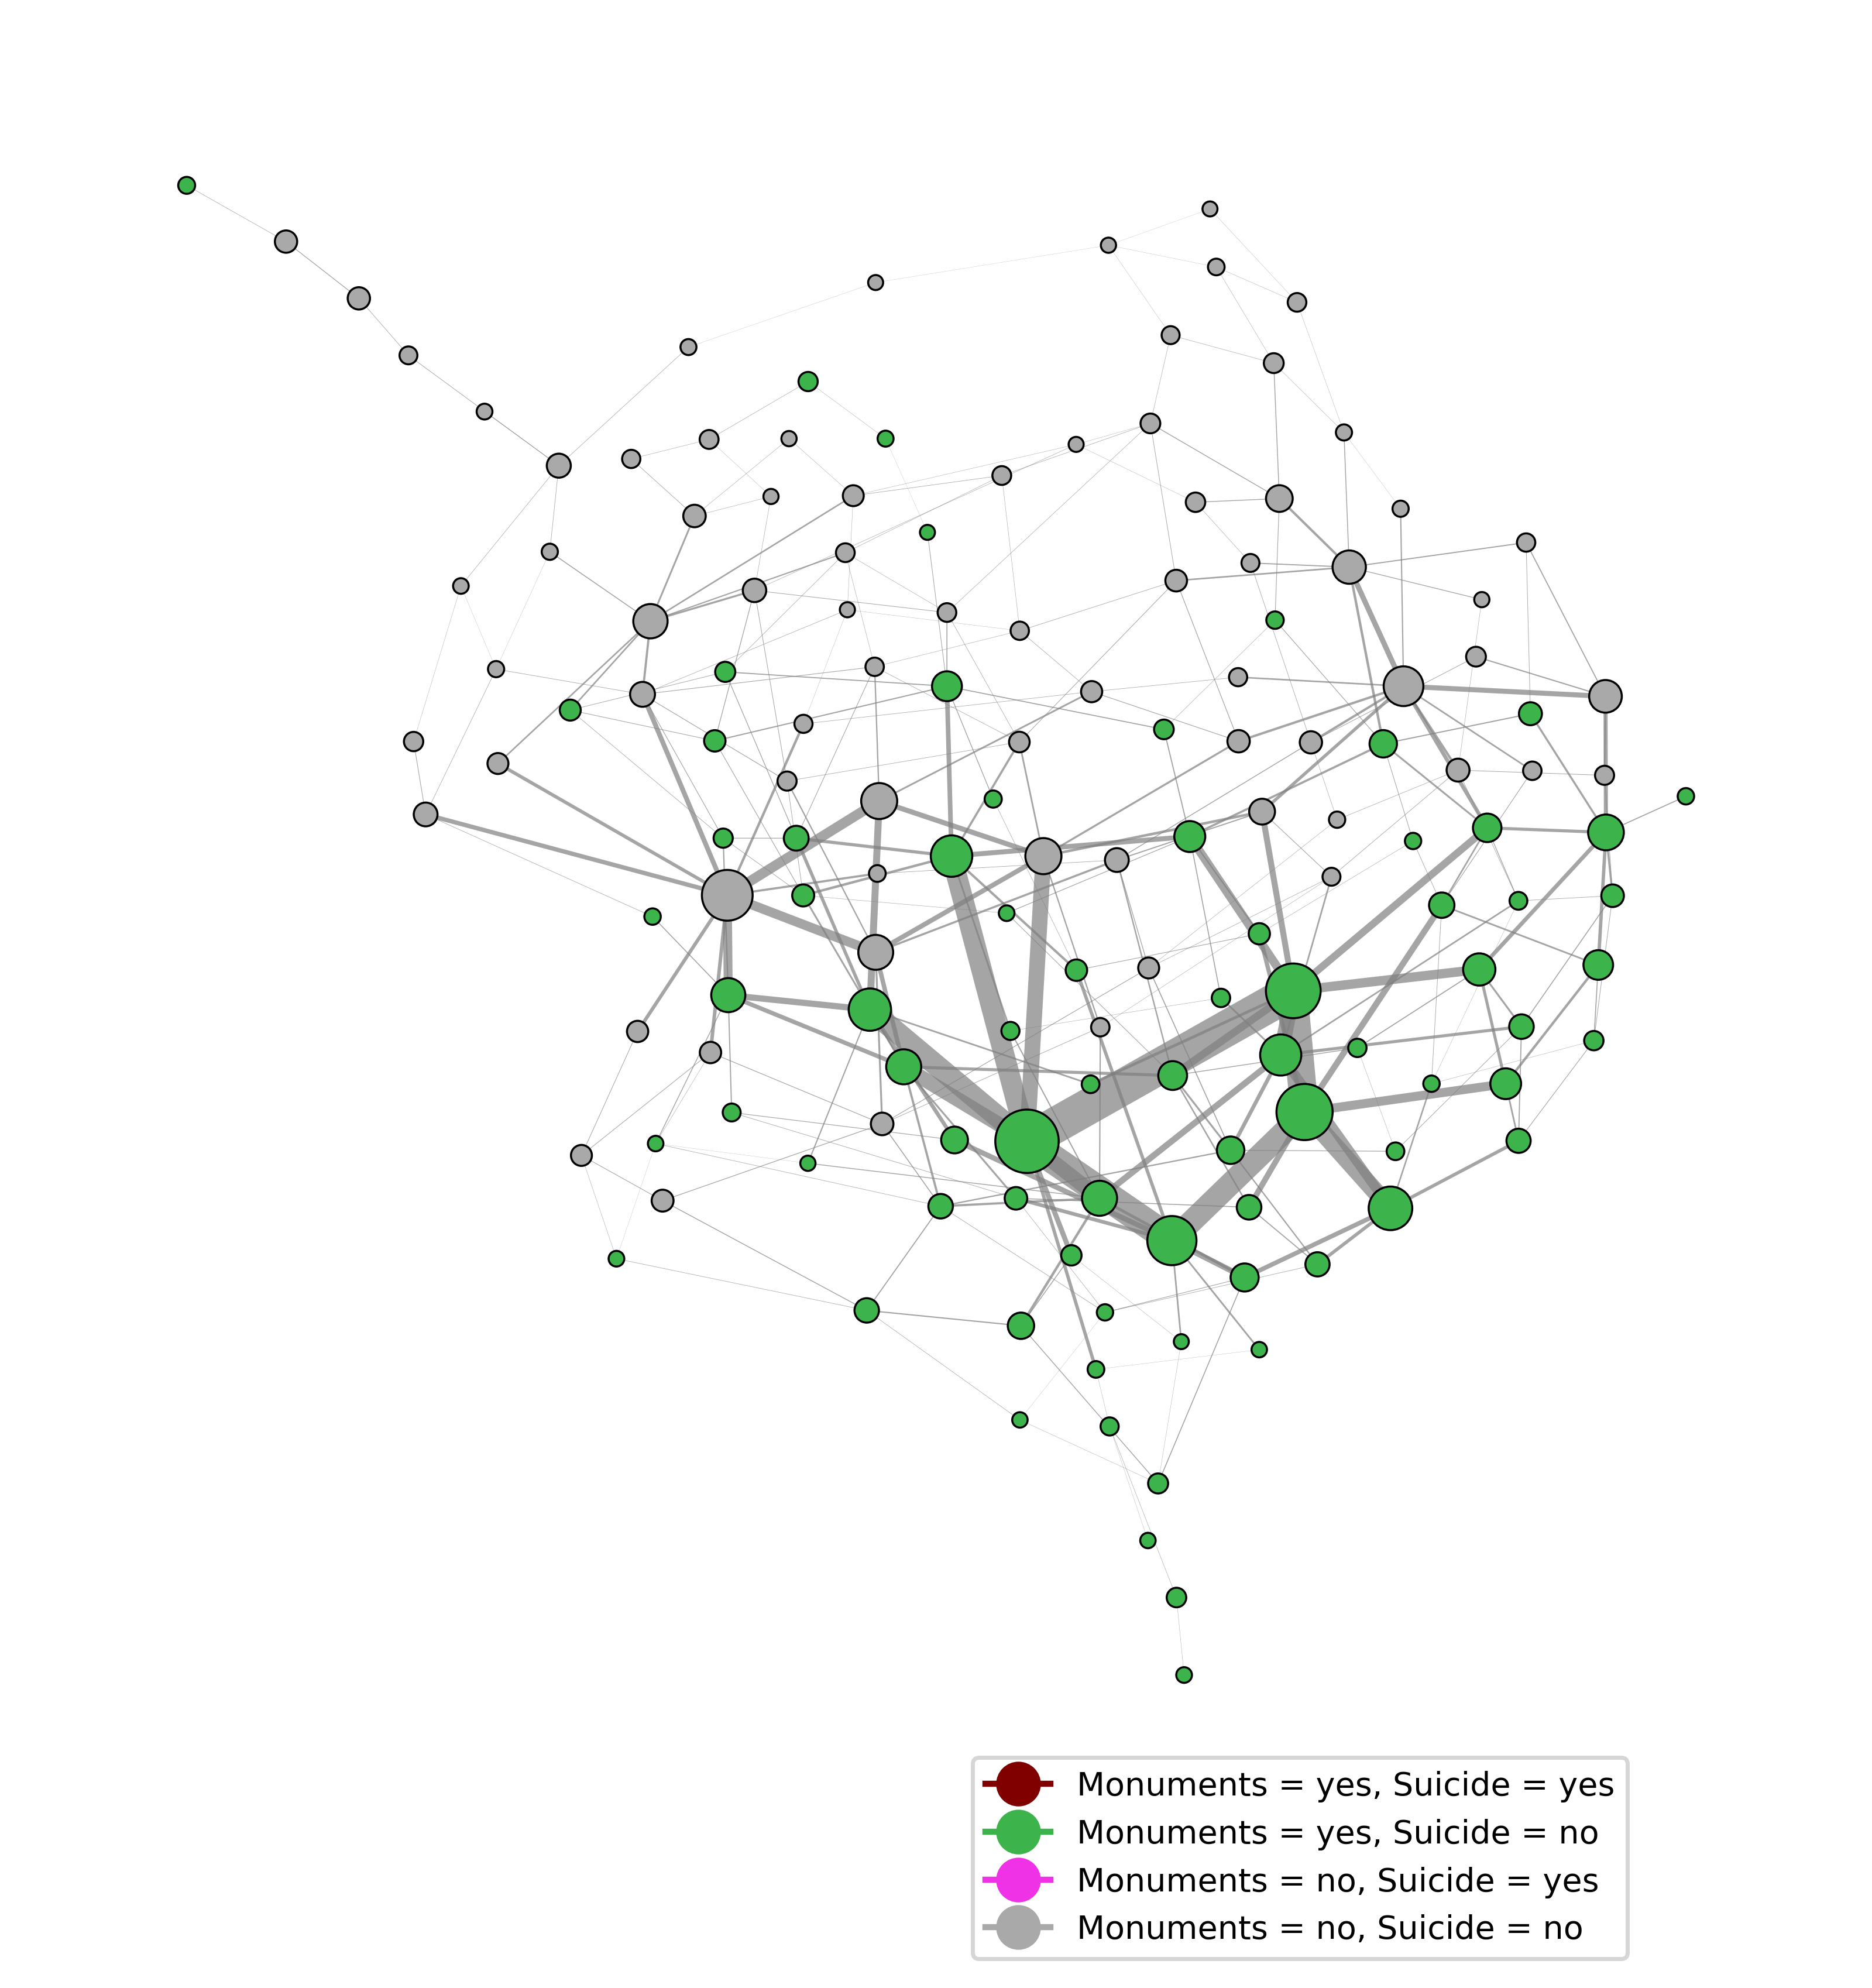 Monuments = yes, Suicide = yes
Monuments = yes, Suicide = no
Monuments = no, Suicide = yes
Monuments = no, Suicide = no